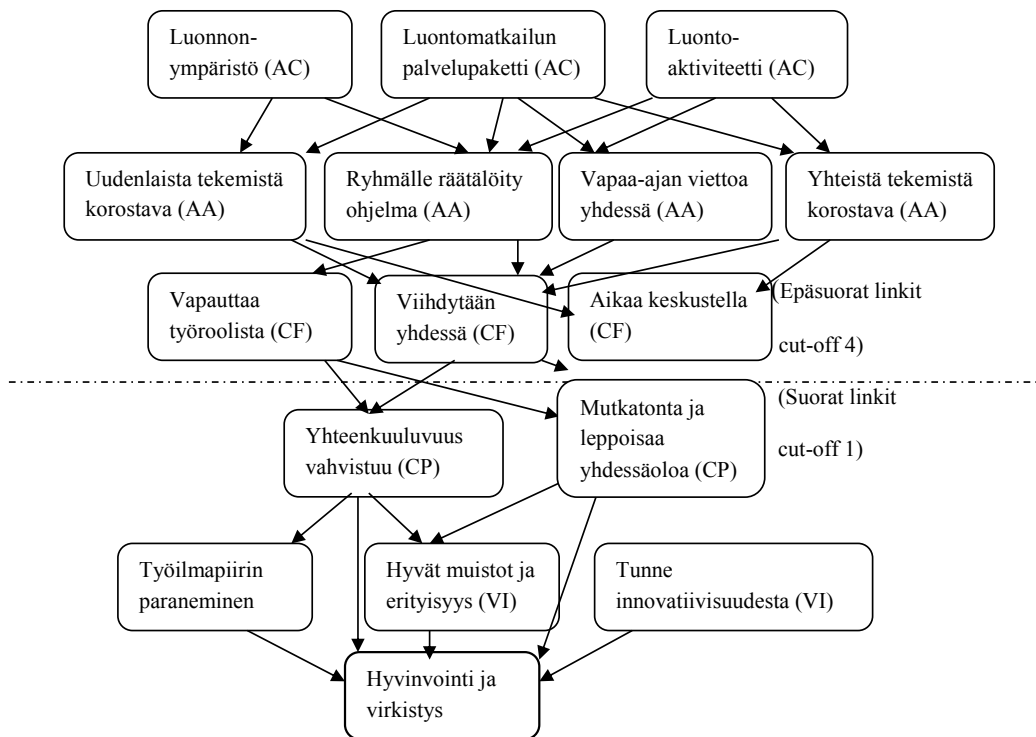 Luonnon-
ympäristö (AC)
Luontomatkailun
palvelupaketti (AC)
Luonto-
aktiviteetti (AC)
Uudenlaista tekemistä
korostava (AA)
Ryhmälle räätälöity
ohjelma (AA)
Vapaa-ajan viettoa
yhdessä (AA)
Yhteistä tekemistä
korostava (AA)
Vapauttaa
työroolista (CF)
Viihdytään
yhdessä (CF)
Aikaa keskustella
(CF)
(Epäsuorat linkit
cut-off 4)
(Suorat linkit
cut-off 1)
Yhteenkuuluvuus
vahvistuu (CP)
Mutkatonta ja
leppoisaa
yhdessäoloa (CP)
Työilmapiirin
paraneminen
Hyvät muistot ja
erityisyys (VI)
Tunne
innovatiivisuudesta (VI)
Hyvinvointi ja
virkistys